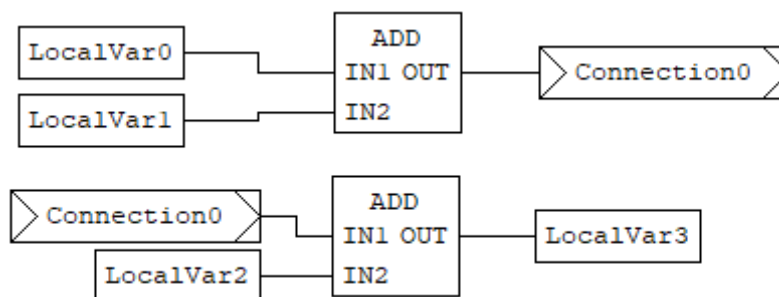 ADD
LocalVar0
IN1 OUT
Connection0
LocalVar1
IN2
ADD
Connection0
IN1 OUT
LocalVar3
LocalVar2
IN2